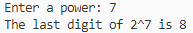 Enter a power: 7
The last digit of 2^7 is 8